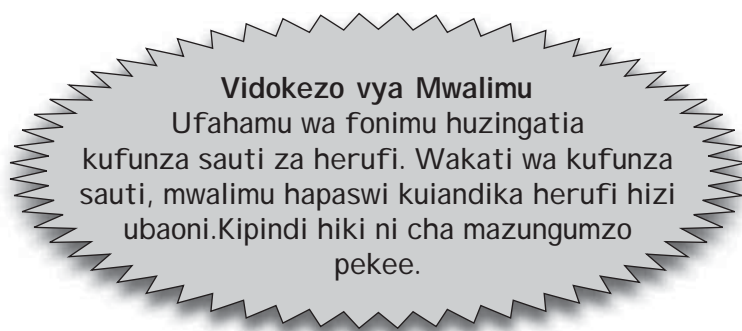 Vidokezo vya Mwalimu
Ufahamu wa fonimu huzingatia
kufunza sauti za herufi. Wakati wa kufunza
sauti, mwalimu hapaswi kuiandika herufi hizi
ubaoni.Kipindi hiki ni cha mazungumzo
pekee.